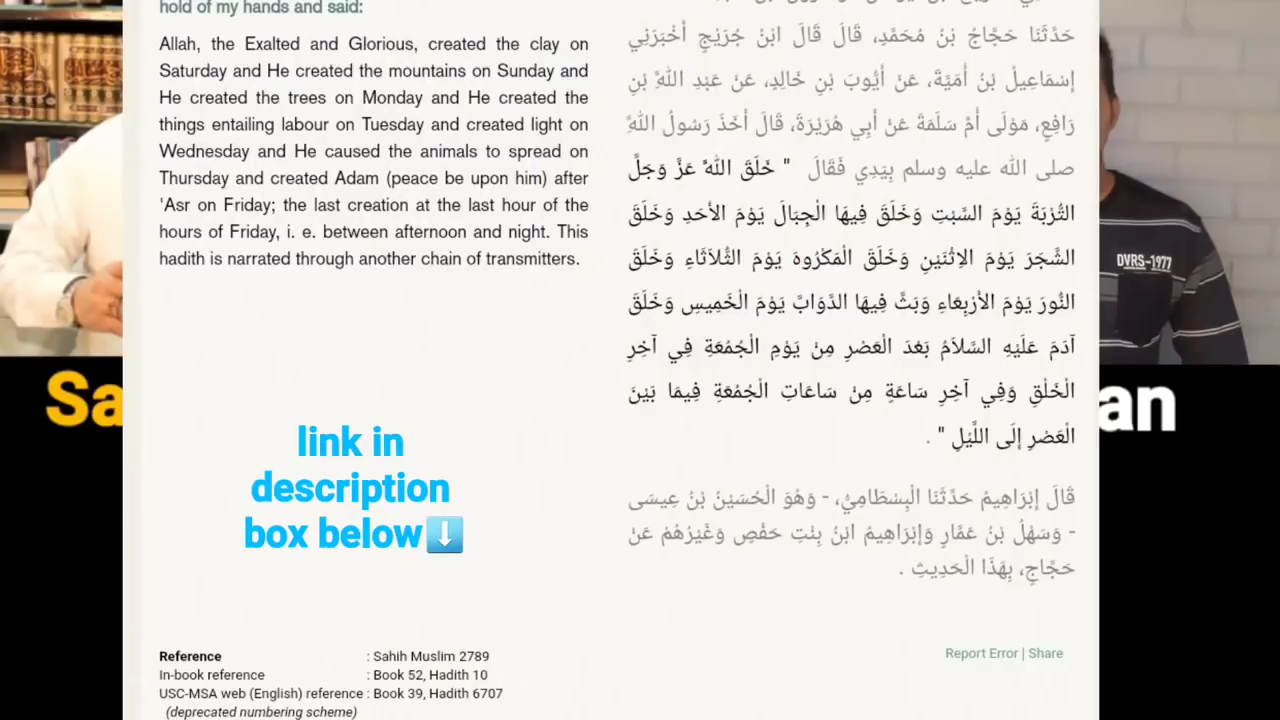 hold of my hands and said:
Allah, the Exalted and Glorious, created the clay on
Saturday and He created the mountains on Sunday and
He created the trees on Monday and He created the
things entailing labour on Tuesday and created light on
Wednesday and He caused the animals to spread on
Thursday and created Adam (peace be upon him) after
'Asr on Friday; the last creation at the last hour of the
hours of Friday, i. e. between afternoon and night. This
hadith is narrated through another chain of transmitters.
حَدَّثَنَا حَجَّاجُ بْنُ مُحَمَّدٍ، قَالَ قَالَ ابْنُ جُرَيْجٍ أَخْبَرَنِي
إِسْمَاعِيلُ بْنُ أُمَيَّةَ، عَنْ أَيُّوبَ بْنِ خَالِدٍ، عَنْ عَبْدِ اللَّهِ بْنِ
رَافِعٍ، مَوْلَى أُمِّ سَلَمَةَ عَنْ أَبِي هُرَيْرَةَ، قَالَ أَخَذَ رَسُولُ اللَّهِ
صلى الله عليه وسلم بِيَدِي فَقَالَ ‏"‏ خَلَقَ اللَّهُ عَزَّ وَجَلَّ
التُّرْبَةَ يَوْمَ السَّبْتِ وَخَلَقَ فِيهَا الْجِبَالَ يَوْمَ الأَحَدِ وَخَلَقَ
الشَّجَرَ يَوْمَ الاِثْنَيْنِ وَخَلَقَ الْمَكْرُوهَ يَوْمَ الثُّلاَثَاءِ وَخَلَقَ
النُّورَ يَوْمَ الأَرْبِعَاءِ وَبَثَّ فِيهَا الدَّوَابَّ يَوْمَ الْخَمِيسِ وَخَلَقَ
آدَمَ عَلَيْهِ السَّلاَمُ بَعْدَ الْعَصْرِ مِنْ يَوْمِ الْجُمُعَةِ فِي آخِرِ
الْخَلْقِ وَفِي آخِرِ سَاعَةٍ مِنْ سَاعَاتِ الْجُمُعَةِ فِيمَا بَيْنَ
الْعَصْرِ إِلَى اللَّيْلِ ‏"‏ ‏.‏
قَالَ إِبْرَاهِيمُ حَدَّثَنَا الْبِسْطَامِيُّ، - وَهُوَ الْحُسَيْنُ بْنُ عِيسَى
- وَسَهْلُ بْنُ عَمَّارٍ وَإِبْرَاهِيمُ ابْنُ بِنْتِ حَفْصٍ وَغَيْرُهُمْ عَنْ
حَجَّاجٍ، بِهَذَا الْحَدِيثِ ‏.‏
DVRS-1977
Sa
an
link in
description
box below⬇️
Reference : Sahih Muslim 2789
In-book reference : Book 52, Hadith 10
USC-MSA web (English) reference : Book 39, Hadith 6707
(deprecated numbering scheme)
Report Error | Share